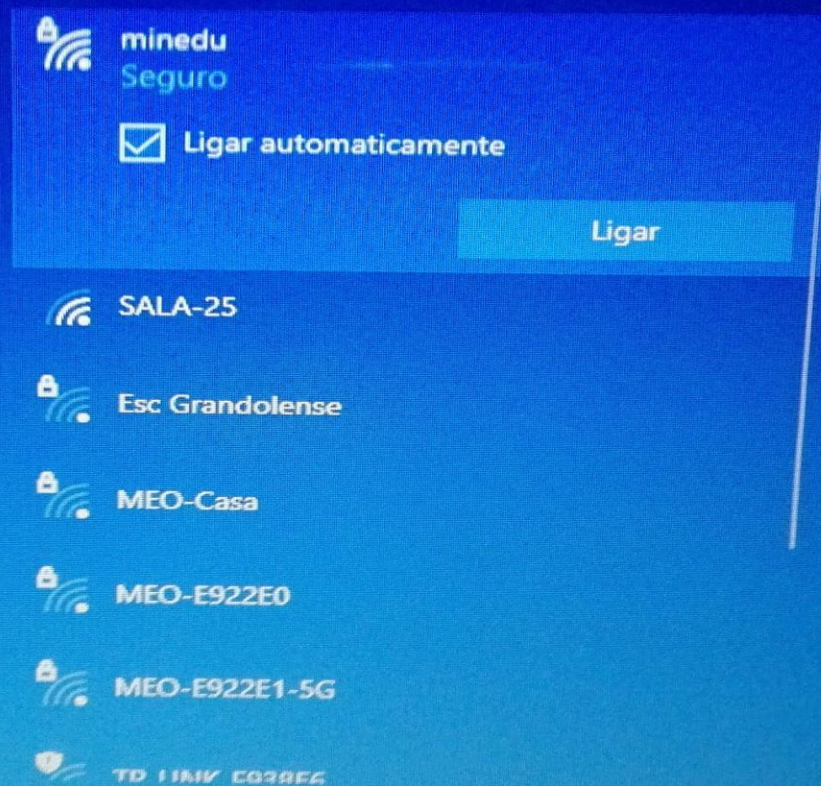 minedu
Seguro
Ligar automaticamente
Ligar
SALA-25
Esc Grandolense
MEO-Casa
MEO-E922E0
MEO-E922E1-5G